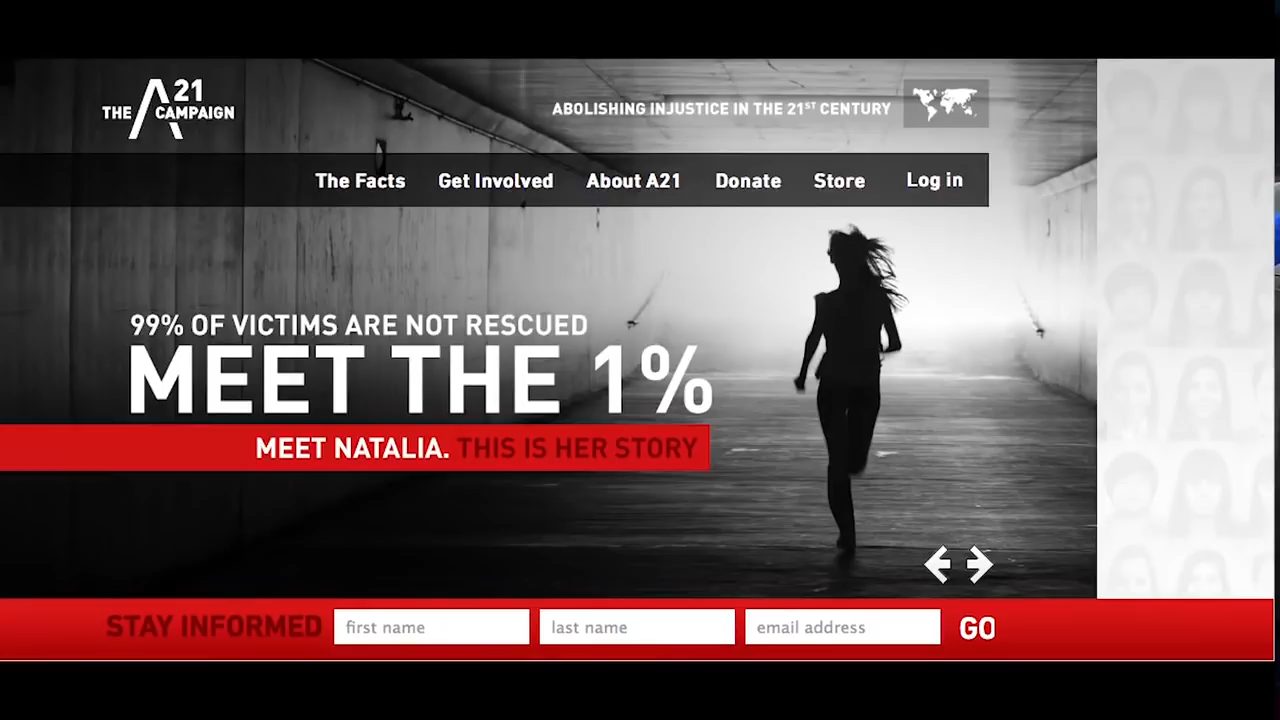 A21
THE CAMPAIGN
ABOLISHING INJUSTICE IN THE 21ST CENTURY
The Facts Get Involved About A21 Donate Store Log in
99% OF VICTIMS ARE NOT RESCUED
MEET THE 1%
MEET NATALIA. THIS IS HER STORY
STAY INFORMED first name last name email address GO